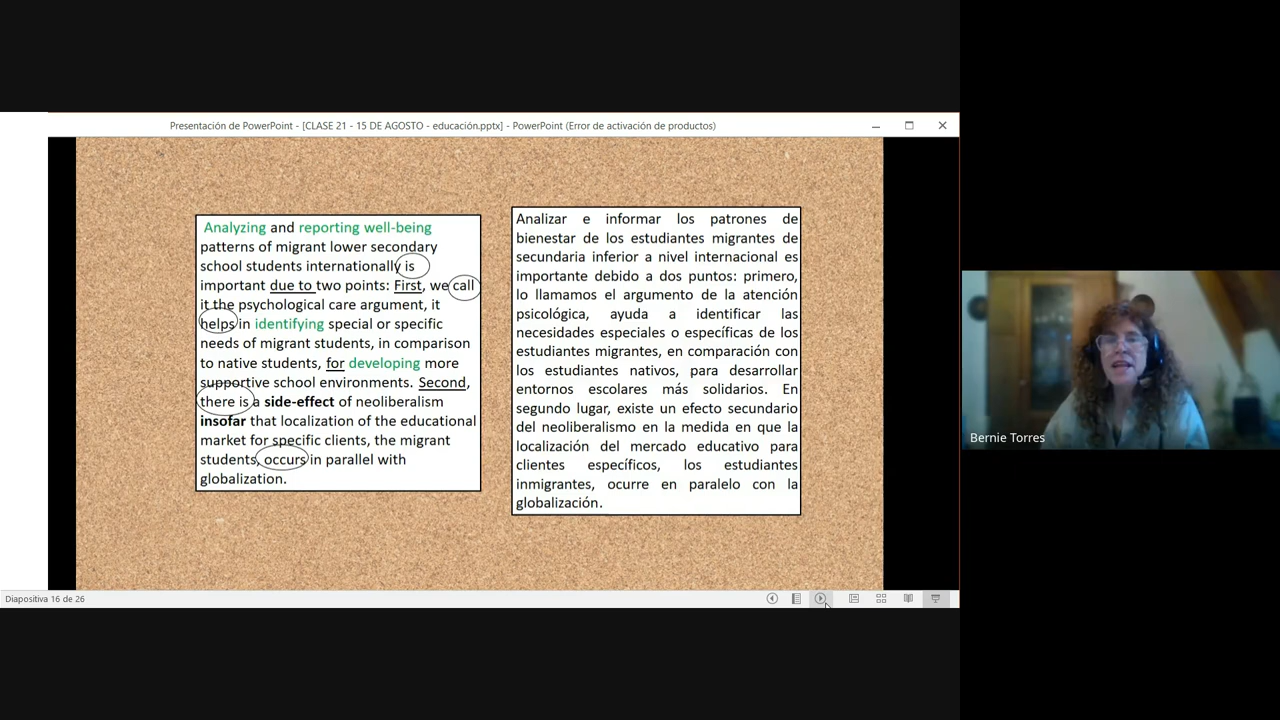 Presentación de PowerPoint - [CLASE 21 - 15 DE AGOSTO - educación.pptx] - PowerPoint (Error de activación de productos)
Analyzing and reporting well-being
patterns of migrant lower secondary
school students internationally is
important due to two points: First, we call
it the psychological care argument, it
helps in identifying special or specific
needs of migrant students, in comparison
to native students, for developing more
supportive school environments. Second,
there is a side-effect of neoliberalism
insofar that localization of the educational
market for specific clients, the migrant
students, occurs in parallel with
globalization.
Analizar e informar los patrones de
bienestar de los estudiantes migrantes de
secundaria inferior a nivel internacional es
importante debido a dos puntos: primero,
lo llamamos el argumento de la atención
psicológica, ayuda a identificar las
necesidades especiales o específicas de los
estudiantes migrantes, en comparación con
los estudiantes nativos, para desarrollar
entornos escolares más solidarios. En
segundo lugar, existe un efecto secundario
del neoliberalismo en la medida en que la
localización del mercado educativo para
clientes específicos, los estudiantes
inmigrantes, ocurre en paralelo con la
globalización.
Bernie Torres
Diapositiva 16 de 26